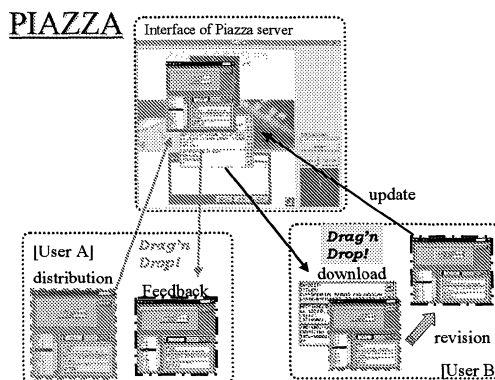 PIAZZA
Interface of Piazza server
update
[User A]
distribution
Drag'n
Drop!
Feedback
Drag'n
Drop!
download
revision
[User B